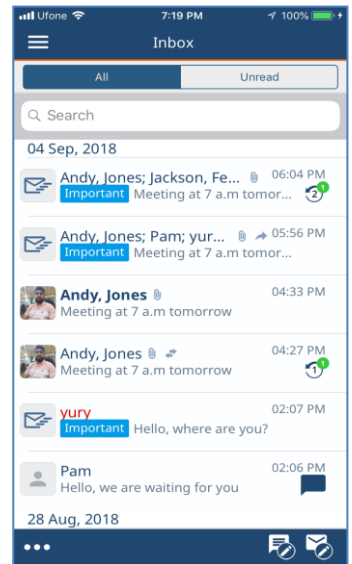 Ufone 7:19 PM 100%
Inbox
All Unread
Search
04 Sep, 2018
Andy, Jones; Jackson, Fe... 06:04 PM
Important Meeting at 7 a.m tomor... 2 1
Andy, Jones; Pam; yur... 05:56 PM
Important Meeting at 7 a.m tomor...
Andy, Jones 04:33 PM
Meeting at 7 a.m tomorrow
Andy, Jones 04:27 PM
Meeting at 7 a.m tomorrow 1 1
yury 02:07 PM
Important Hello, where are you?
Pam 02:06 PM
Hello, we are waiting for you
28 Aug, 2018